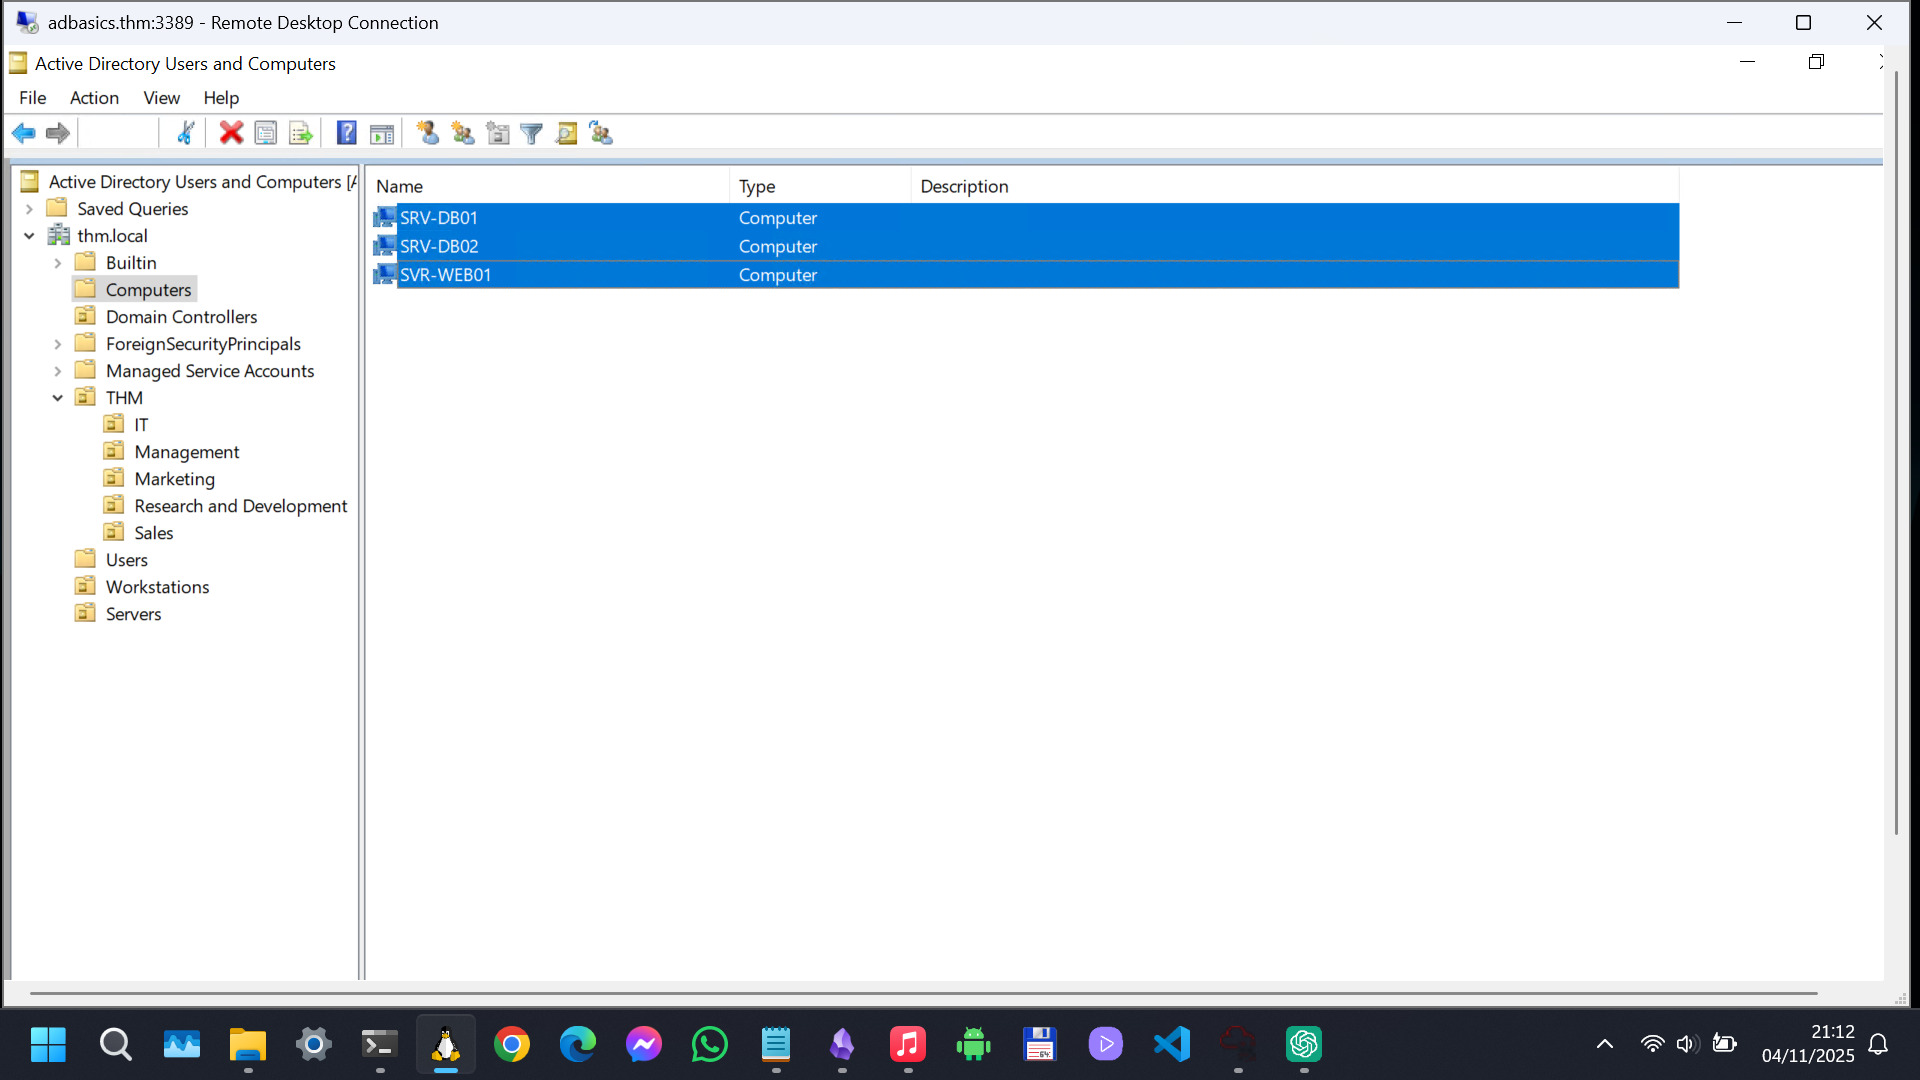 adbasics.thm:3389 - Remote Desktop Connection
Active Directory Users and Computers
File Action View Help
Active Directory Users and Computers [A
Saved Queries
thm.local
Builtin
Computers
Domain Controllers
ForeignSecurityPrincipals
Managed Service Accounts
THM
IT
Management
Marketing
Research and Development
Sales
Users
Workstations
Servers
Name Type Description
SRV-DB01 Computer
SRV-DB02 Computer
SVR-WEB01 Computer
64
21:12
04/11/2025